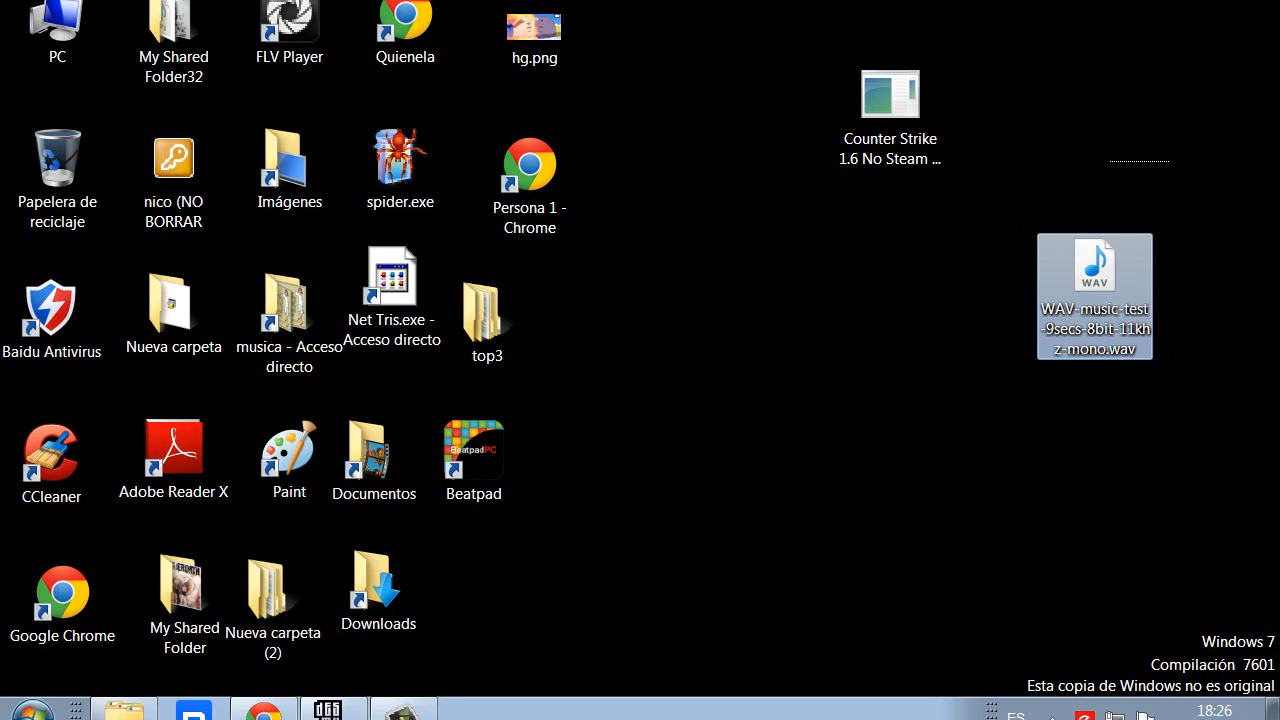 PC
My Shared
Folder32
FLV Player
Quienela
hg.png
Counter Strike
1.6 No Steam ...
Papelera de
reciclaje
nico (NO
BORRAR
Imágenes
spider.exe
Persona 1 -
Chrome
WAV
WAV-music-test
-9secs-8bit-11kh
z-mono.wav
Baidu Antivirus
Nueva carpeta
musica - Acceso
directo
Net Tris.exe -
Acceso directo
top3
CCleaner
Adobe Reader X
Paint
Documentos
BeatpadPC
Beatpad
Google Chrome
My Shared
Folder
Nueva carpeta
(2)
Downloads
Windows 7
Compilación 7601
Esta copia de Windows no es original
ES
18:26